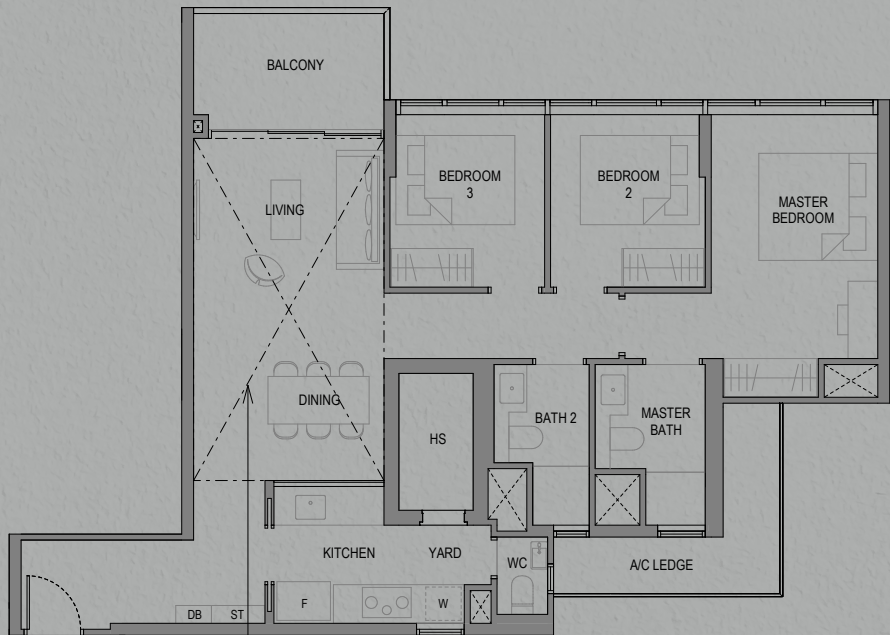 BALCONY
BEDROOM
3
BEDROOM
2
MASTER
BEDROOM
LIVING
DINING
HS
BATH 2
MASTER
BATH
KITCHEN
YARD
WC
A/C LEDGE
DB
ST
F
W